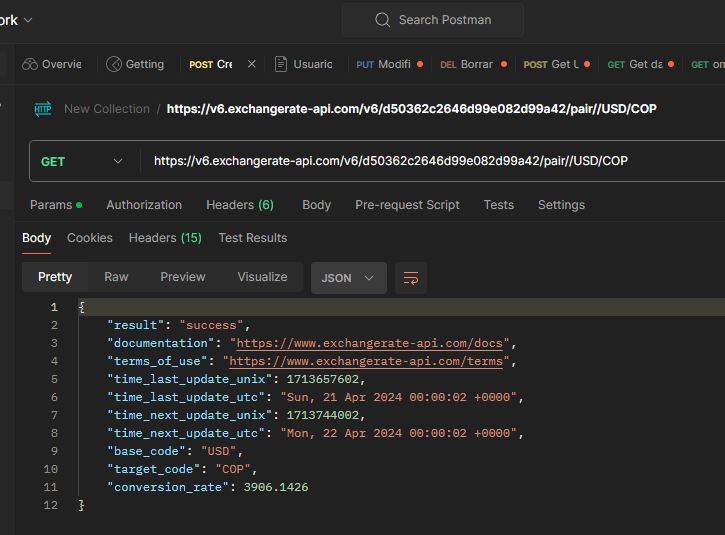 ork
Search Postman
Overvie
Getting
POST Cre
Usuario
PUT Modifi
DEL Borrar
POST Get U
GET Get da
GET on
HTTP New Collection / https://v6.exchangerate-api.com/v6/d50362c2646d99e082d99a42/pair//USD/COP
GET https://v6.exchangerate-api.com/v6/d50362c2646d99e082d99a42/pair//USD/COP
Params Authorization Headers (6) Body Pre-request Script Tests Settings
Body Cookies Headers (15) Test Results
Pretty Raw Preview Visualize JSON
1 {
2 "result": "success",
3 "documentation": "https://www.exchangerate-api.com/docs",
4 "terms_of_use": "https://www.exchangerate-api.com/terms",
5 "time_last_update_unix": 1713657602,
6 "time_last_update_utc": "Sun, 21 Apr 2024 00:00:02 +0000",
7 "time_next_update_unix": 1713744002,
8 "time_next_update_utc": "Mon, 22 Apr 2024 00:00:02 +0000",
9 "base_code": "USD",
10 "target_code": "COP",
11 "conversion_rate": 3906.1426
12 }